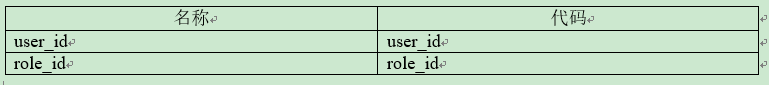 名称 代码
user_id user_id
role_id role_id